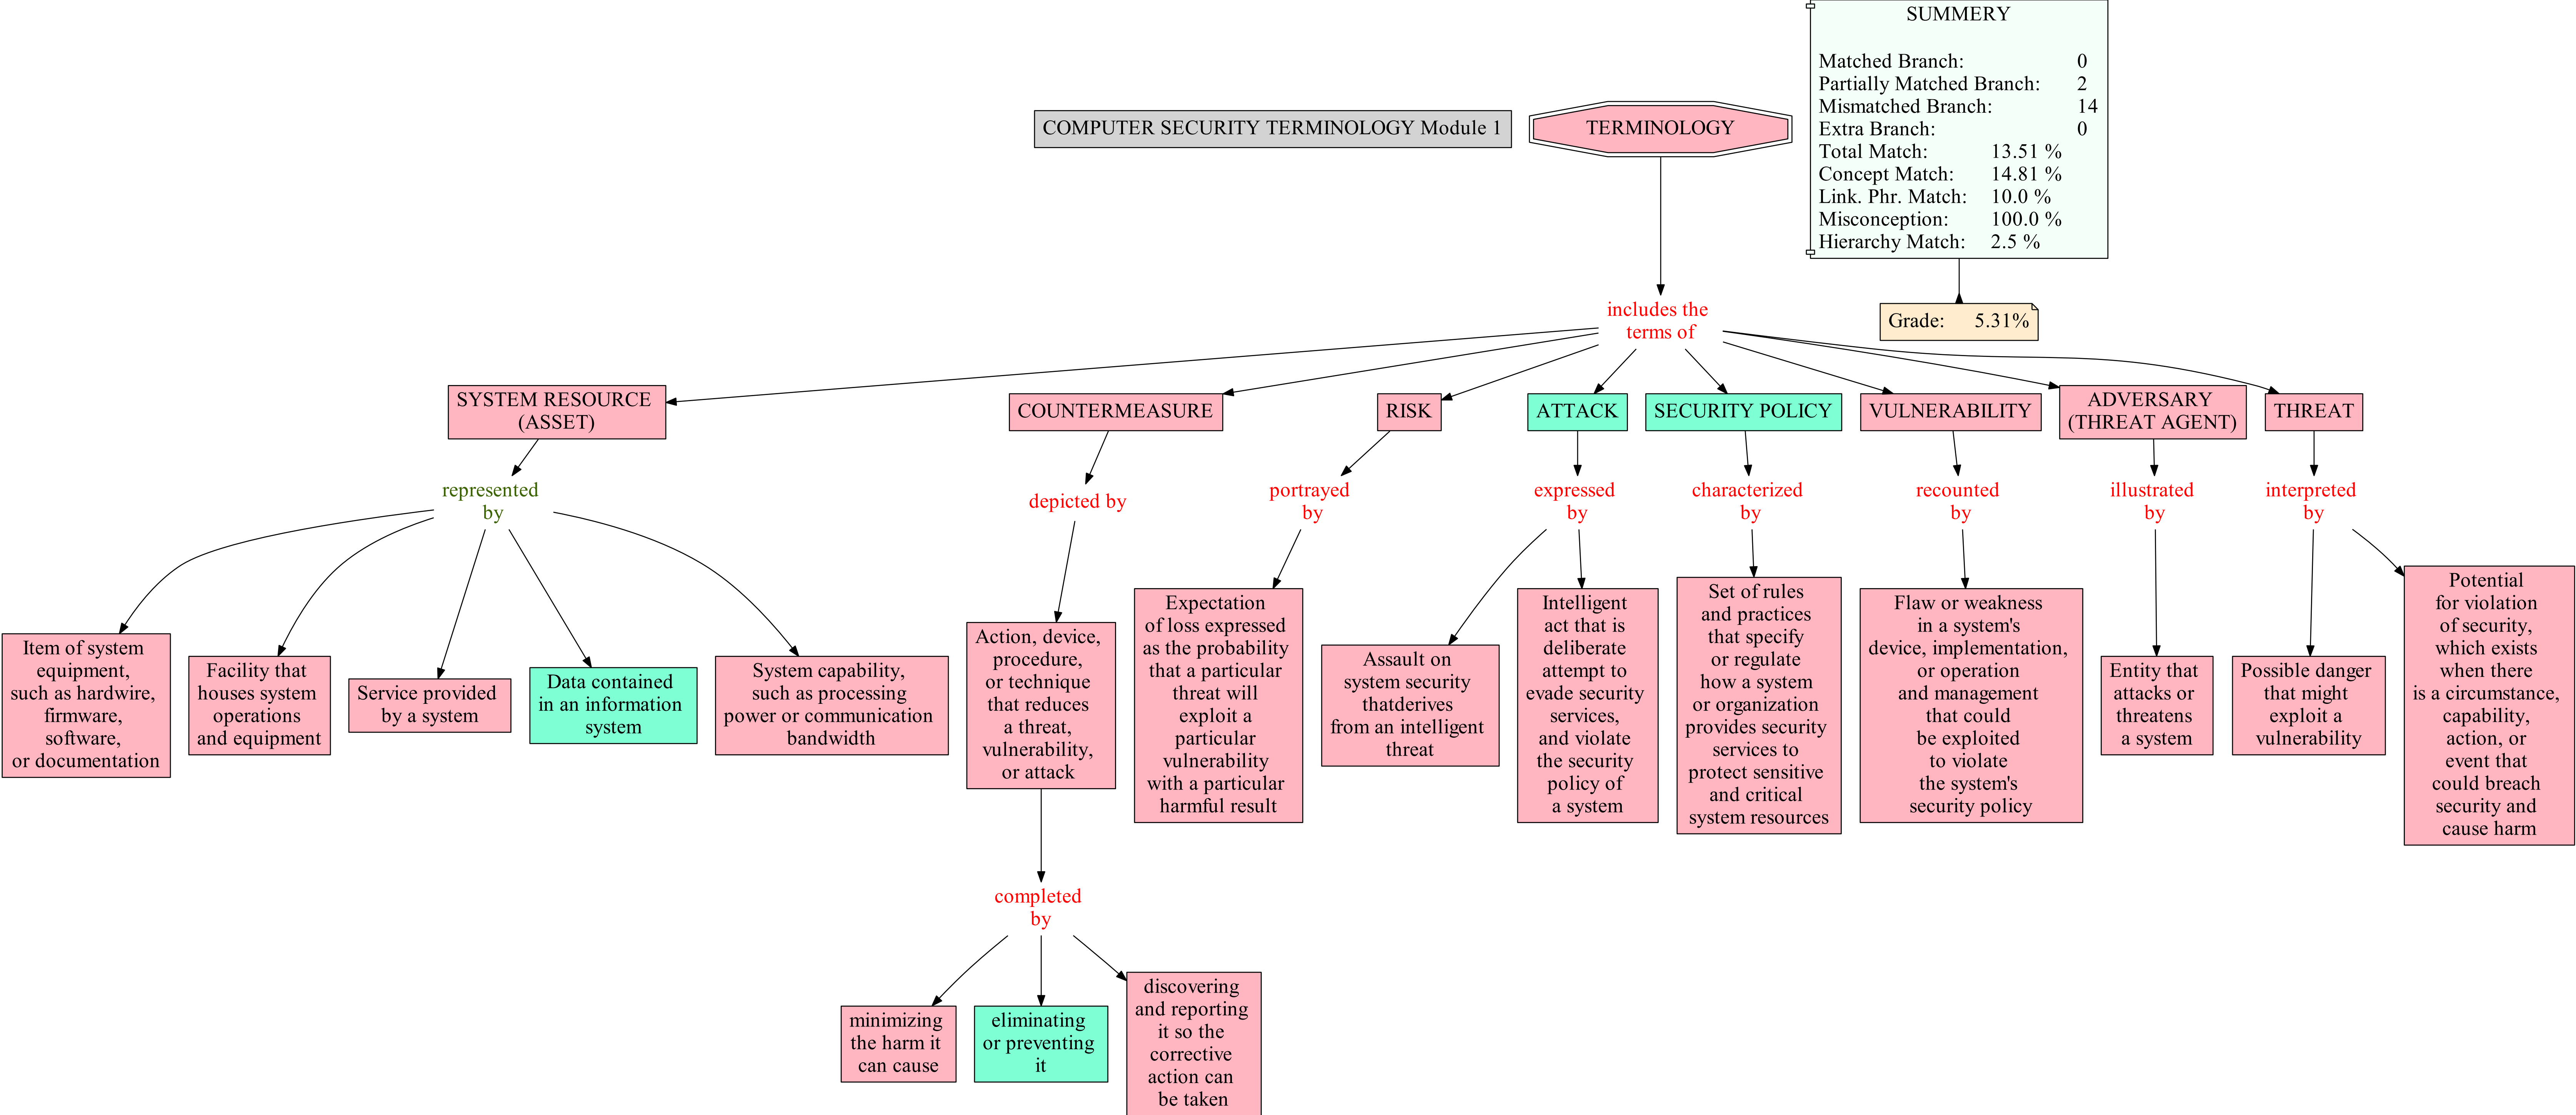 SUMMERY
Matched Branch: 0
Partially Matched Branch: 2
Mismatched Branch: 14
Extra Branch: 0
Total Match: 13.51 %
Concept Match: 14.81 %
Link. Phr. Match: 10.0 %
Misconception: 100.0 %
Hierarchy Match: 2.5 %
COMPUTER SECURITY TERMINOLOGY Module 1
TERMINOLOGY
Grade: 5.31%
includes the
terms of
SYSTEM RESOURCE
(ASSET)
COUNTERMEASURE
RISK
ATTACK
SECURITY POLICY
VULNERABILITY
ADVERSARY
(THREAT AGENT)
THREAT
represented
by
depicted by
portrayed
by
expressed
by
characterized
by
recounted
by
illustrated
by
interpreted
by
Item of system
equipment,
such as hardwire,
firmware,
software,
or documentation
Facility that
houses system
operations
and equipment
Service provided
by a system
Data contained
in an information
system
System capability,
such as processing
power or communication
bandwidth
Action, device,
procedure,
or technique
that reduces
a threat,
vulnerability,
or attack
Expectation
of loss expressed
as the probability
that a particular
threat will
exploit a
particular
vulnerability
with a particular
harmful result
Assault on
system security
thatderives
from an intelligent
threat
Intelligent
act that is
deliberate
attempt to
evade security
services,
and violate
the security
policy of
a system
Set of rules
and practices
that specify
or regulate
how a system
or organization
provides security
services to
protect sensitive
and critical
system resources
Flaw or weakness
in a system's
device, implementation,
or operation
and management
that could
be exploited
to violate
the system's
security policy
Entity that
attacks or
threatens
a system
Possible danger
that might
exploit a
vulnerability
Potential
for violation
of security,
which exists
when there
is a circumstance,
capability,
action, or
event that
could breach
security and
cause harm
completed
by
minimizing
the harm it
can cause
eliminating
or preventing
it
discovering
and reporting
it so the
corrective
action can
be taken